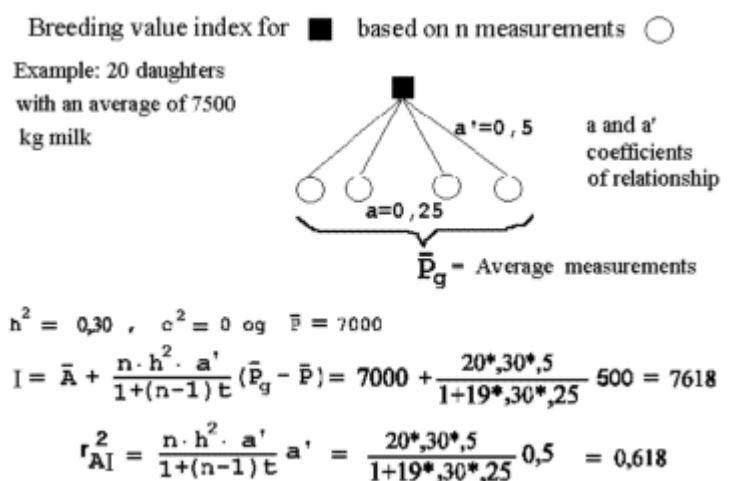 Breeding value index for ■ based on n measurements ○
Example: 20 daughters
with an average of 7500
kg milk
a'=0,5
a and a'
coefficients
of relationship
a=0,25
P̄g = Average measurements
h² = 0,30 , c² = 0 og P̄ = 7000
I = Ā + n· h²· a' / 1+(n-1)t (P̄g - P̄) = 7000 + 20*,30*,5 / 1+19*,30*,25 500 = 7618
r²AI = n· h²· a' / 1+(n-1)t a' = 20*,30*,5 / 1+19*,30*,25 0,5 = 0,618